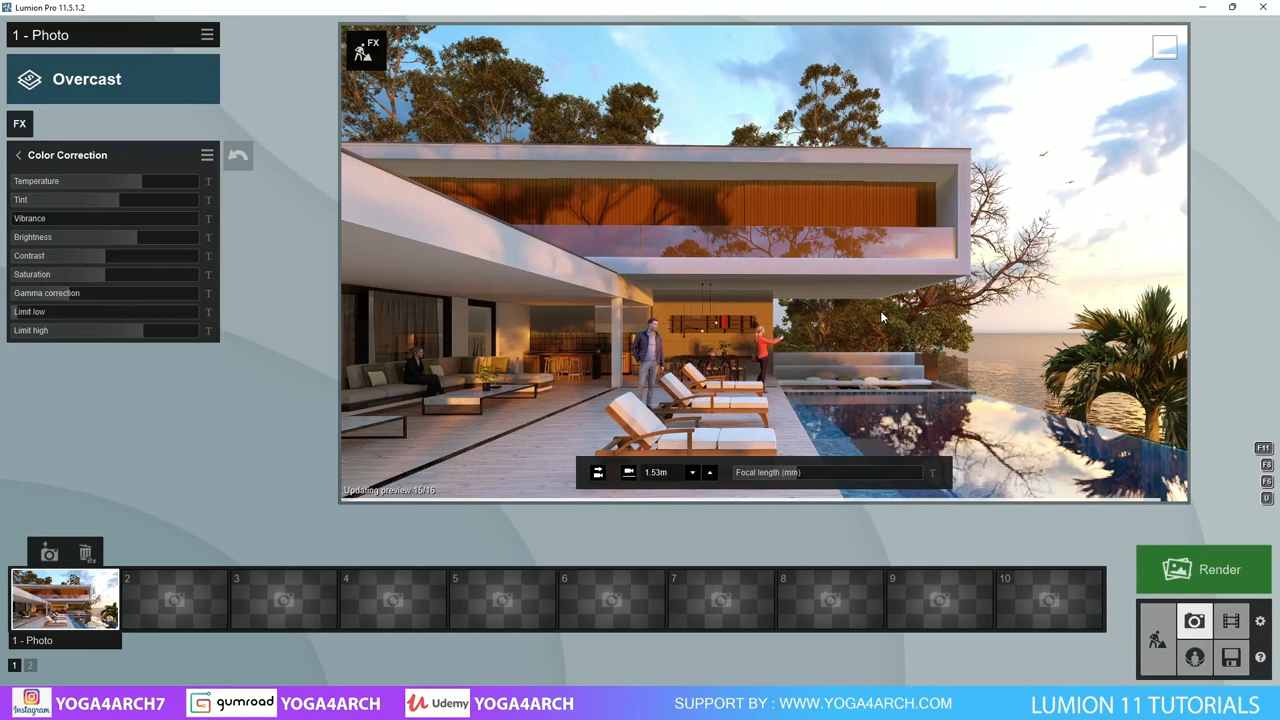 Lumion Pro 11.5.1.2
1 - Photo
Overcast
FX
Color Correction
Temperature T
Tint T
Vibrance T
Brightness T
Contrast T
Saturation T
Gamma correction T
Limit low T
Limit high T
FX
1.53m
Focal length (mm) T
Updating preview 15/16
F11
F8
F6
U
2x
2
3
4
5
6
7
8
9
10
1 - Photo
1 2
Render
?
Instagram YOGA4ARCH7
gumroad YOGA4ARCH
Udemy YOGA4ARCH
SUPPORT BY : WWW.YOGA4ARCH.COM
LUMION 11 TUTORIALS